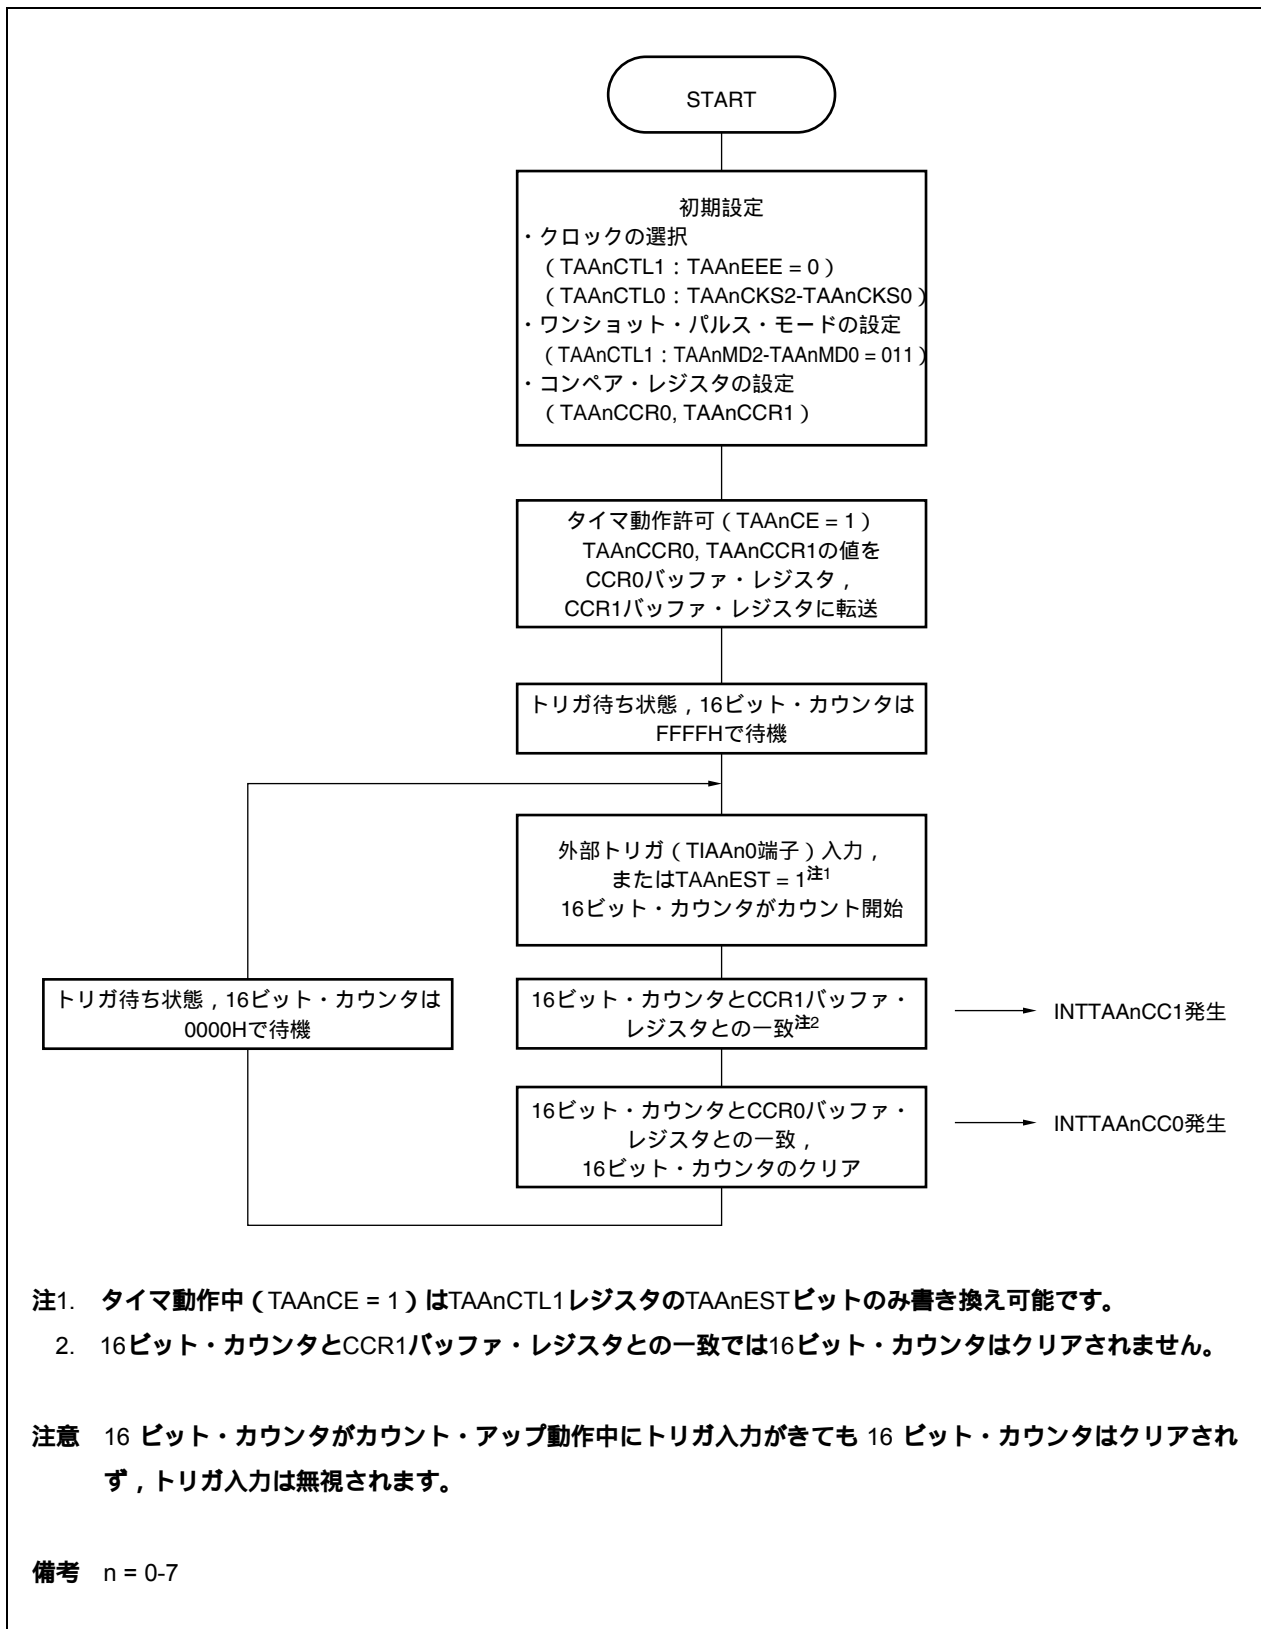 START
初期設定
・クロックの選択
(TAAnCTL1：TAAnEEE = 0)
(TAAnCTL0：TAAnCKS2-TAAnCKS0)
・ワンショット・パルス・モードの設定
(TAAnCTL1：TAAnMD2-TAAnMD0 = 011)
・コンペア・レジスタの設定
(TAAnCCR0, TAAnCCR1)
タイマ動作許可(TAAnCE = 1)
TAAnCCR0, TAAnCCR1の値を
CCR0バッファ・レジスタ，
CCR1バッファ・レジスタに転送
トリガ待ち状態，16ビット・カウンタは
FFFFHで待機
外部トリガ(TIAAn0端子)入力，
またはTAAnEST = 1注1
16ビット・カウンタがカウント開始
トリガ待ち状態，16ビット・カウンタは
0000Hで待機
16ビット・カウンタとCCR1バッファ・
レジスタとの一致注2
INTTAAnCC1発生
16ビット・カウンタとCCR0バッファ・
レジスタとの一致，
16ビット・カウンタのクリア
INTTAAnCC0発生
注1. タイマ動作中(TAAnCE = 1)はTAAnCTL1レジスタのTAAnESTビットのみ書き換え可能です。
2. 16ビット・カウンタとCCR1バッファ・レジスタとの一致では16ビット・カウンタはクリアされません。
注意 16 ビット・カウンタがカウント・アップ動作中にトリガ入力がきても 16 ビット・カウンタはクリアされ
ず，トリガ入力は無視されます。
備考 n = 0-7